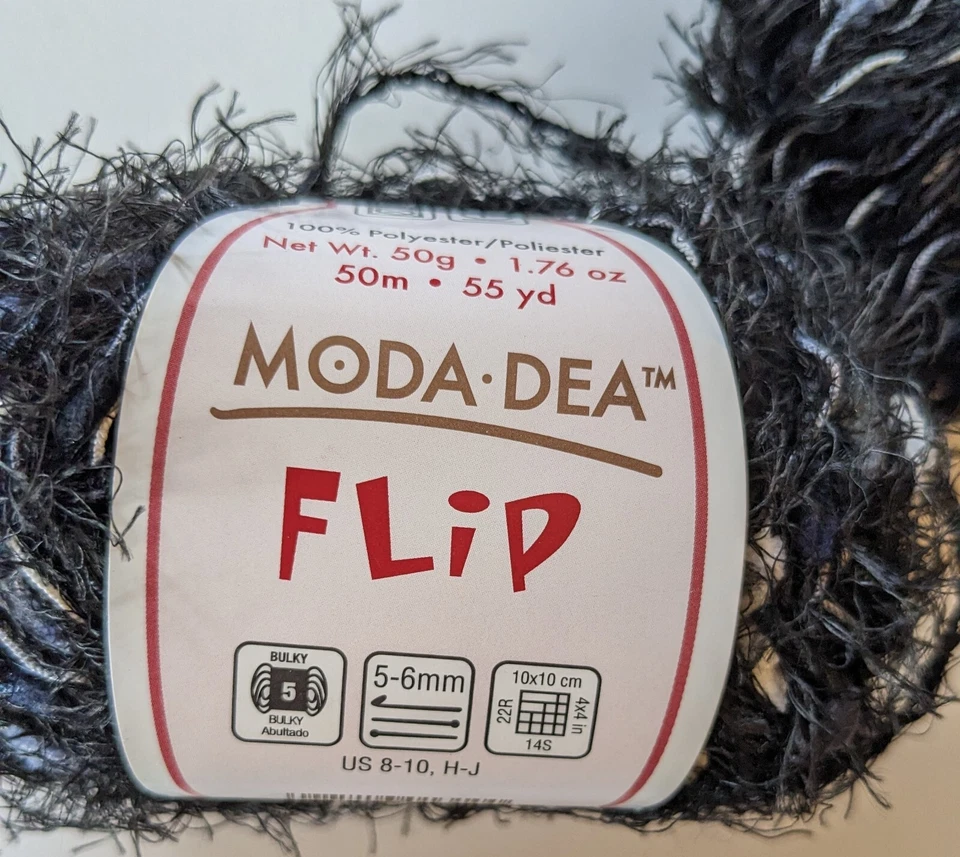 100% Polyester/Poliester
Net Wt. 50g • 1.76 oz
50m • 55 yd
MODA·DEA™
FLiP
BULKY
5
BULKY
Abultado
5-6mm
10x10 cm
22R
4x4 in
14S
US 8-10, H-J